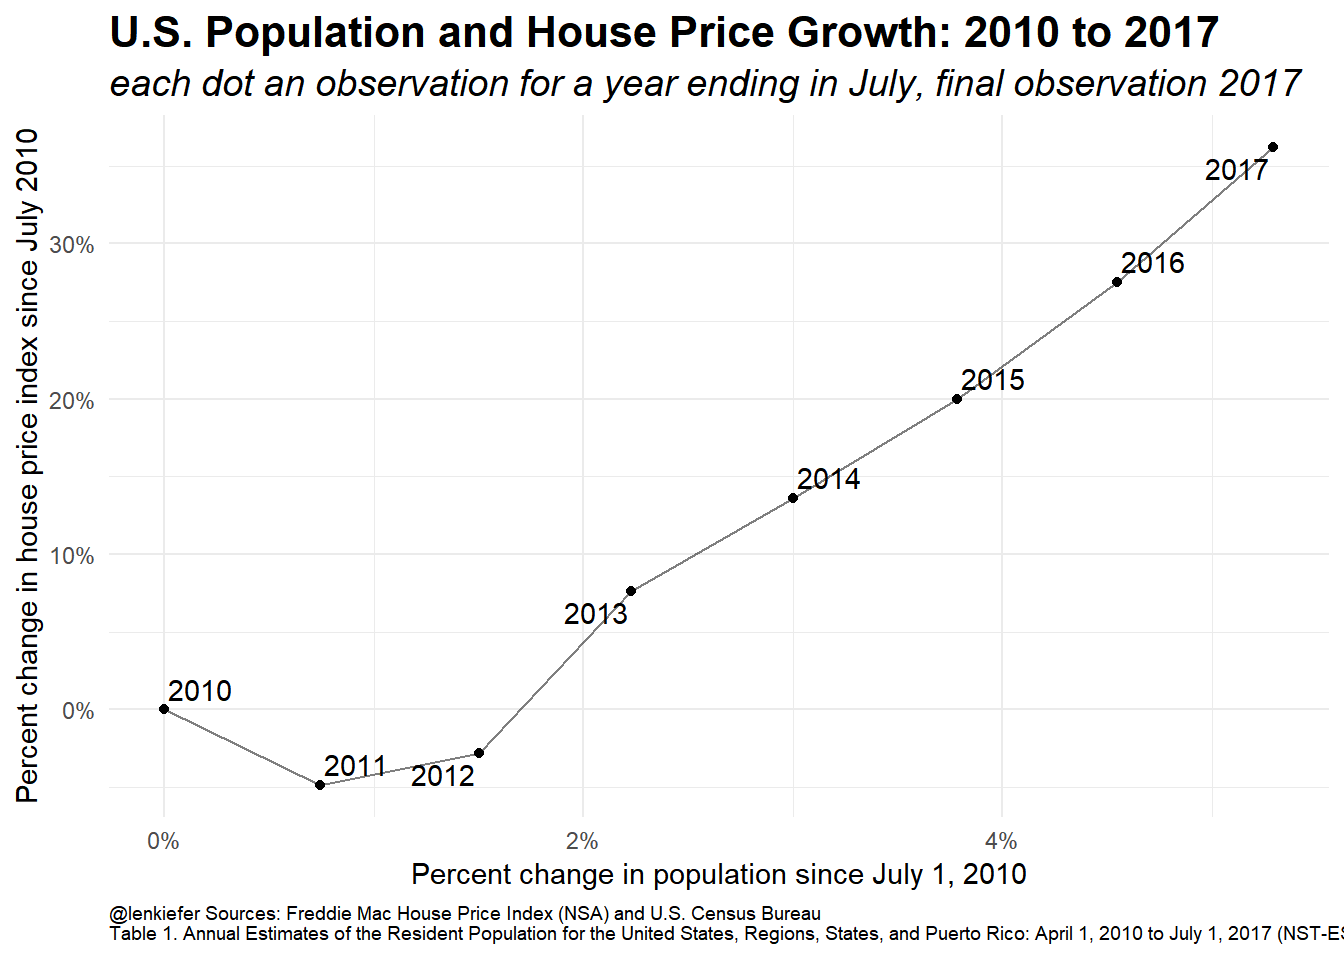 U.S. Population and House Price Growth: 2010 to 2017
each dot an observation for a year ending in July, final observation 2017
Percent change in house price index since July 2010
30%
20%
10%
0%
2010
2011
2012
2013
2014
2015
2016
2017
0%
2%
4%
Percent change in population since July 1, 2010
@lenkiefer Sources: Freddie Mac House Price Index (NSA) and U.S. Census Bureau
Table 1. Annual Estimates of the Resident Population for the United States, Regions, States, and Puerto Rico: April 1, 2010 to July 1, 2017